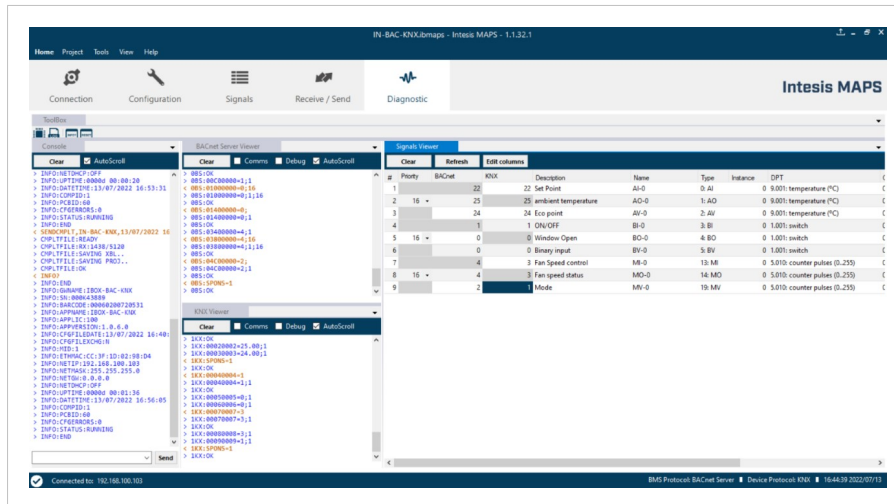 IN-BAC-KNX.ibmaps - Intesis MAPS - 1.1.32.1
Home Project Tools View Help
Connection Configuration Signals Receive / Send Diagnostic
Intesis MAPS
ToolBox
Console
Clear AutoScroll
> INFO:NETDHCP:OFF
> INFO:UPTIME:0000d 00:00:20
> INFO:DATETIME:13/07/2022 16:53:31
> INFO:COMPID:1
> INFO:PCBID:60
> INFO:CFGERRORS:0
> INFO:STATUS:RUNNING
> INFO:END
< SENDCMPLT,IN-BAC-KNX,13/07/2022 16
> CMPLTFILE:READY
> CMPLTFILE:RX:1438/5120
> CMPLTFILE:SAVING XBL..
> CMPLTFILE:SAVING PROJ..
> CMPLTFILE:OK
< INFO?
> INFO:END
> INFO:GWNAME:IBOX-BAC-KNX
> INFO:SN:000K43889
> INFO:BARCODE:00060200720531
> INFO:APPNAME:IBOX-BAC-KNX
> INFO:APPLIC:100
> INFO:APPVERSION:1.0.6.0
> INFO:CFGFILEDATE:13/07/2022 16:40:
> INFO:CFGFILEXCHG:N
> INFO:MID:1
> INFO:ETHMAC:CC:3F:1D:02:98:D4
> INFO:NETIP:192.168.100.103
> INFO:NETMASK:255.255.255.0
> INFO:NETGW:0.0.0.0
> INFO:NETDHCP:OFF
> INFO:UPTIME:0000d 00:01:36
> INFO:DATETIME:13/07/2022 16:56:05
> INFO:COMPID:1
> INFO:PCBID:60
> INFO:CFGERRORS:0
> INFO:STATUS:RUNNING
> INFO:END
Send
BACnet Server Viewer
Clear Comms Debug AutoScroll
> 0BS:OK
> 0BS:00C00000=1;1
< 0BS:01000000=0;16
> 0BS:01000000=0;1;16
> 0BS:OK
< 0BS:01400000=0;
> 0BS:01400000=0;1
> 0BS:OK
> 0BS:03400000=4;1
< 0BS:03800000=4;16
> 0BS:03800000=4;1;16
> 0BS:OK
< 0BS:04C00000=2;
> 0BS:04C00000=2;1
> 0BS:OK
< 0BS:SPONS=1
> 0BS:OK
KNX Viewer
Clear Comms Debug AutoScroll
> 1KX:OK
> 1KX:00020002=25.00;1
> 1KX:00030003=24.00;1
< 1KX:SPONS=1
> 1KX:OK
< 1KX:00040004=1
> 1KX:00040004=1;1
> 1KX:OK
> 1KX:00050005=0;1
> 1KX:00060006=0;1
< 1KX:00070007=3
> 1KX:00070007=3;1
> 1KX:OK
> 1KX:00080008=3;1
> 1KX:00090009=1;1
< 1KX:SPONS=1
> 1KX:OK
Signals Viewer
Clear Refresh Edit columns
# Priority BACnet KNX Description Name Type Instance DPT
1 22 22 Set Point AI-0 0: AI 0 9.001: temperature (ºC)
2 16 25 25 ambient temperature AO-0 1: AO 0 9.001: temperature (ºC)
3 24 24 Eco point AV-0 2: AV 0 9.001: temperature (ºC)
4 1 1 ON/OFF BI-0 3: BI 0 1.001: switch
5 16 0 0 Window Open BO-0 4: BO 0 1.001: switch
6 0 0 Binary input BV-0 5: BV 0 1.001: switch
7 4 3 Fan Speed control MI-0 13: MI 0 5.010: counter pulses (0..255)
8 16 4 3 Fan speed status MO-0 14: MO 0 5.010: counter pulses (0..255)
9 2 1 Mode MV-0 19: MV 0 5.010: counter pulses (0..255)
Connected to: 192.168.100.103
BMS Protocol: BACnet Server Device Protocol: KNX 16:44:39 2022/07/13